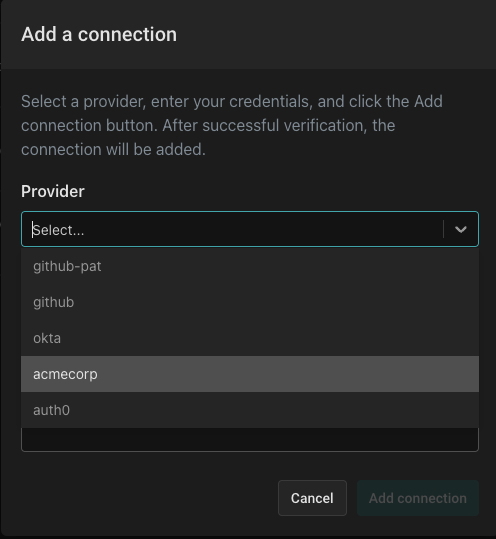 Add a connection
Select a provider, enter your credentials, and click the Add
connection button. After successful verification, the
connection will be added.
Provider
Select...
github-pat
github
okta
acmecorp
auth0
Cancel
Add connection